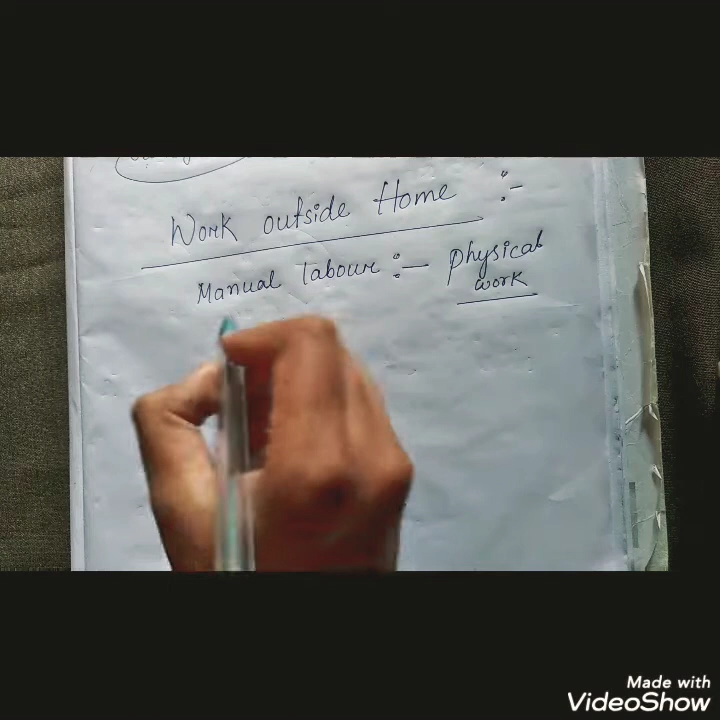 Work outside Home :-
Manual labour :- Physical
work
Made with
VideoShow